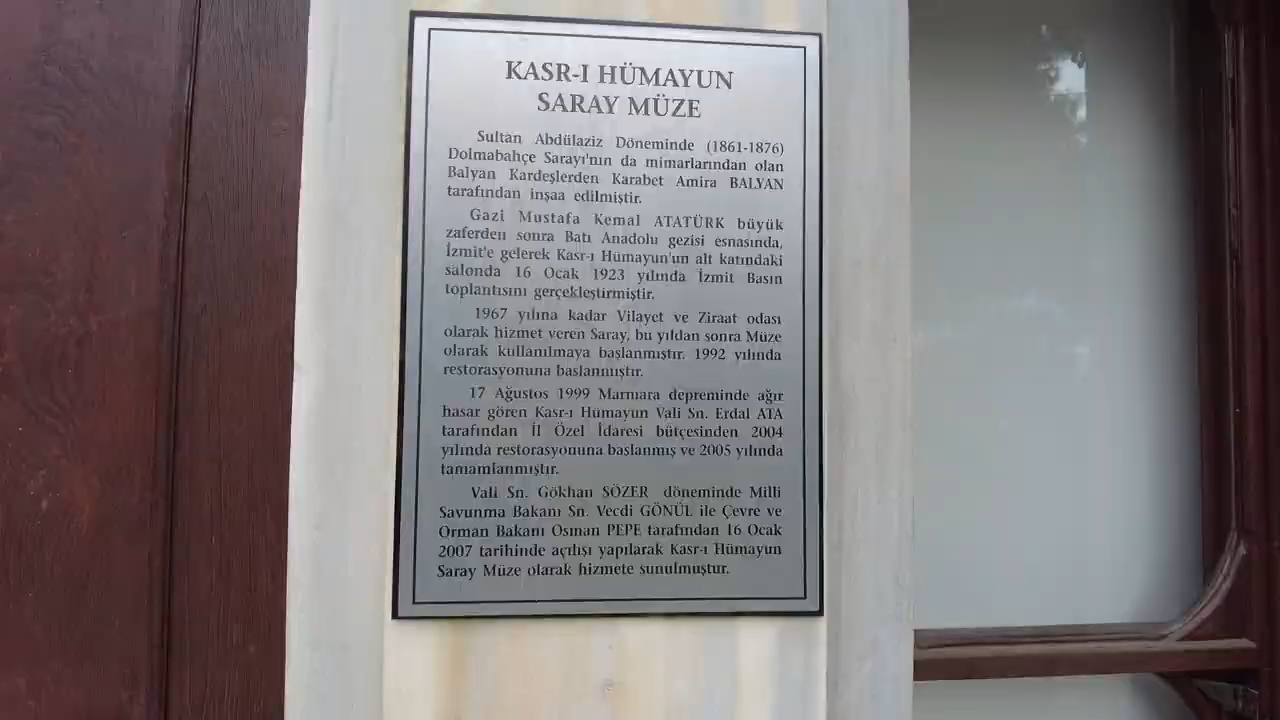 KASR-I HÜMAYUN
SARAY MÜZE
Sultan Abdülaziz Döneminde (1861-1876)
Dolmabahçe Sarayı'nın da mimarlarından olan
Balyan Kardeşlerden Karabet Amira BALYAN
tarafından inşaa edilmiştir.
Gazi Mustafa Kemal ATATÜRK büyük
zaferden sonra Batı Anadolu gezisi esnasında,
İzmit'e gelerek Kasr-ı Hümayun'un alt katındaki
salonda 16 Ocak 1923 yılında İzmit Basın
toplantısını gerçekleştirmiştir.
1967 yılına kadar Vilayet ve Ziraat odası
olarak hizmet veren Saray, bu yıldan sonra Müze
olarak kullanılmaya başlanmıştır. 1992 yılında
restorasyonuna başlanmıştır.
17 Ağustos 1999 Marmara depreminde ağır
hasar gören Kasr-ı Hümayun Vali Sn. Erdal ATA
tarafından İl Özel İdaresi bütçesinden 2004
yılında restorasyonuna başlanmış ve 2005 yılında
tamamlanmıştır.
Vali Sn. Gökhan SÖZER döneminde Milli
Savunma Bakanı Sn. Vecdi GÖNÜL ile Çevre ve
Orman Bakanı Osman PEPE tarafından 16 Ocak
2007 tarihinde açılışı yapılarak Kasr-ı Hümayun
Saray Müze olarak hizmete sunulmuştur.